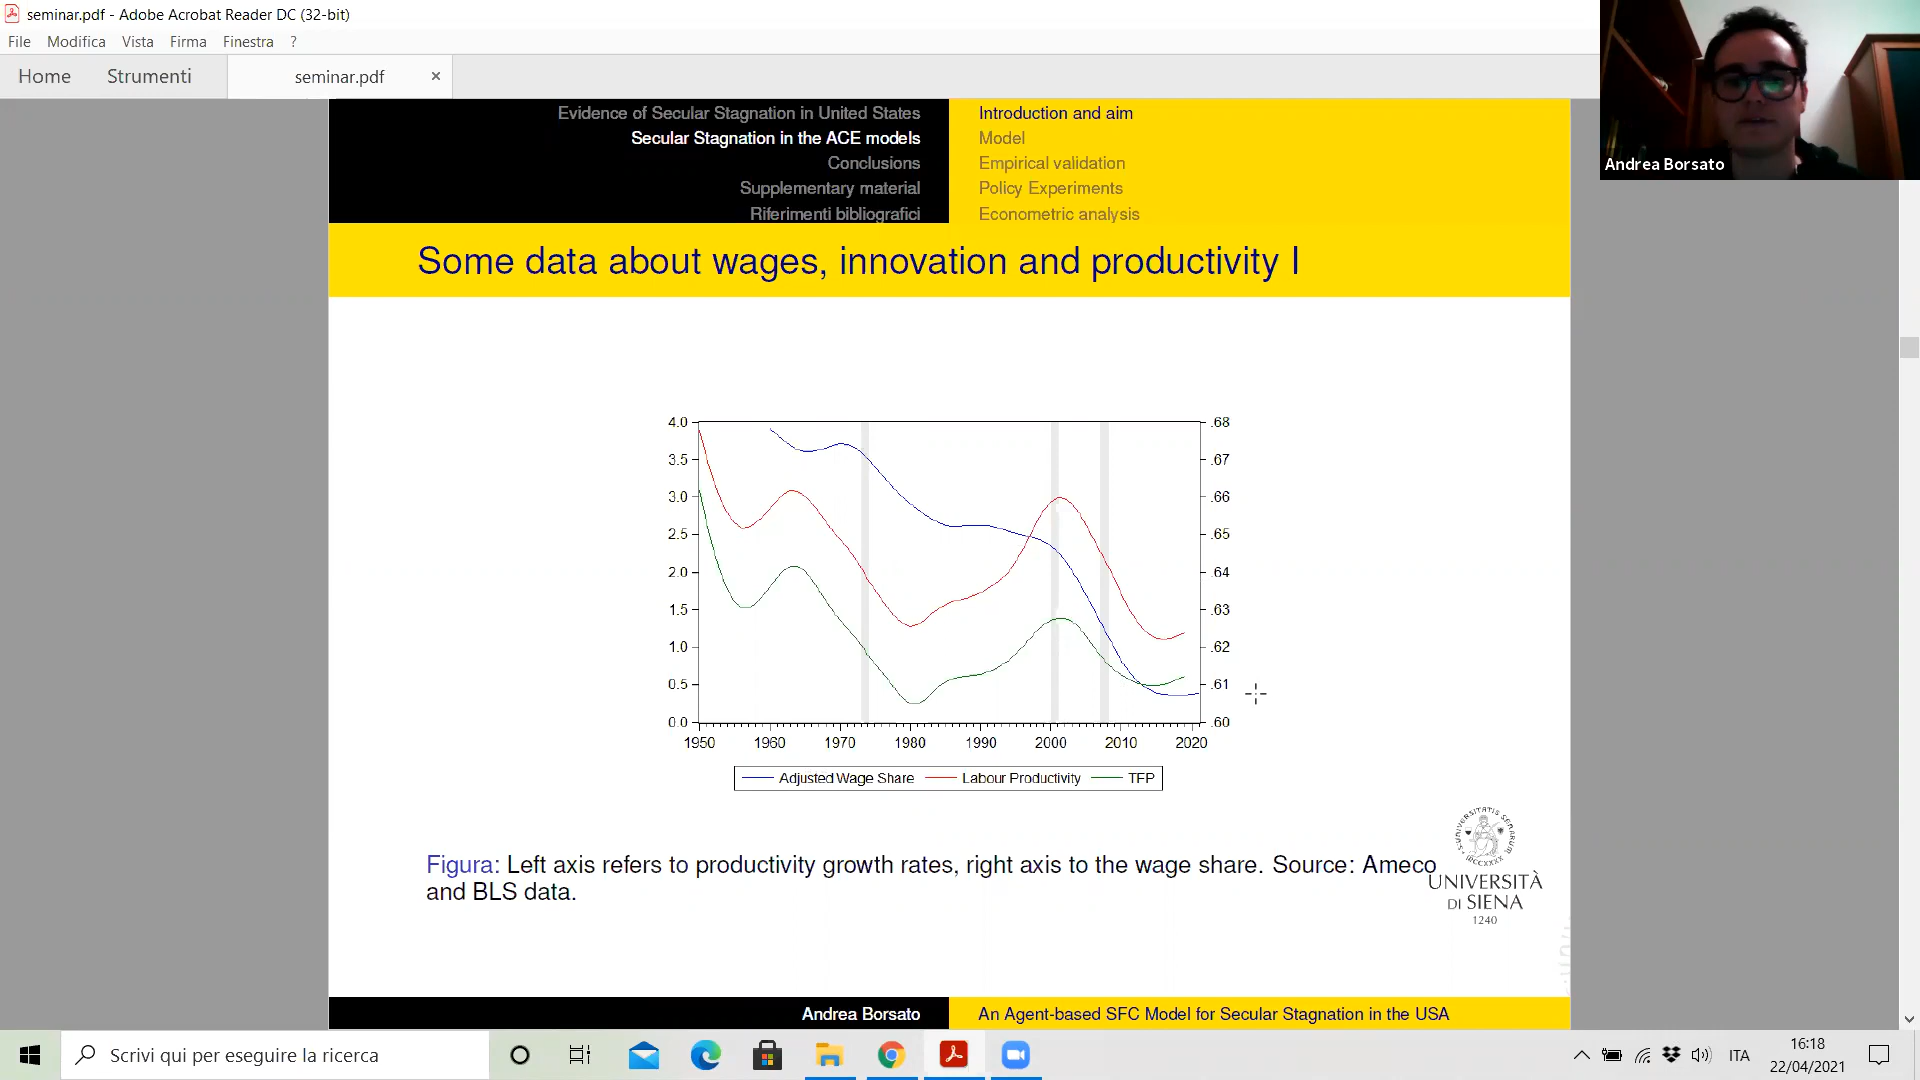 seminar.pdf - Adobe Acrobat Reader DC (32-bit)
File Modifica Vista Firma Finestra ?
Home Strumenti seminar.pdf ×
Andrea Borsato
Evidence of Secular Stagnation in United States
Secular Stagnation in the ACE models
Conclusions
Supplementary material
Riferimenti bibliografici
Introduction and aim
Model
Empirical validation
Policy Experiments
Econometric analysis
Some data about wages, innovation and productivity I
4.0
3.5
3.0
2.5
2.0
1.5
1.0
0.5
0.0
.68
.67
.66
.65
.64
.63
.62
.61
.60
1950 1960 1970 1980 1990 2000 2010 2020
Adjusted Wage Share Labour Productivity TFP
Figura: Left axis refers to productivity growth rates, right axis to the wage share. Source: Ameco
and BLS data.
UNIVERSITÀ
DI SIENA
1240
Andrea Borsato An Agent-based SFC Model for Secular Stagnation in the USA
Scrivi qui per eseguire la ricerca
ITA
16:18
22/04/2021